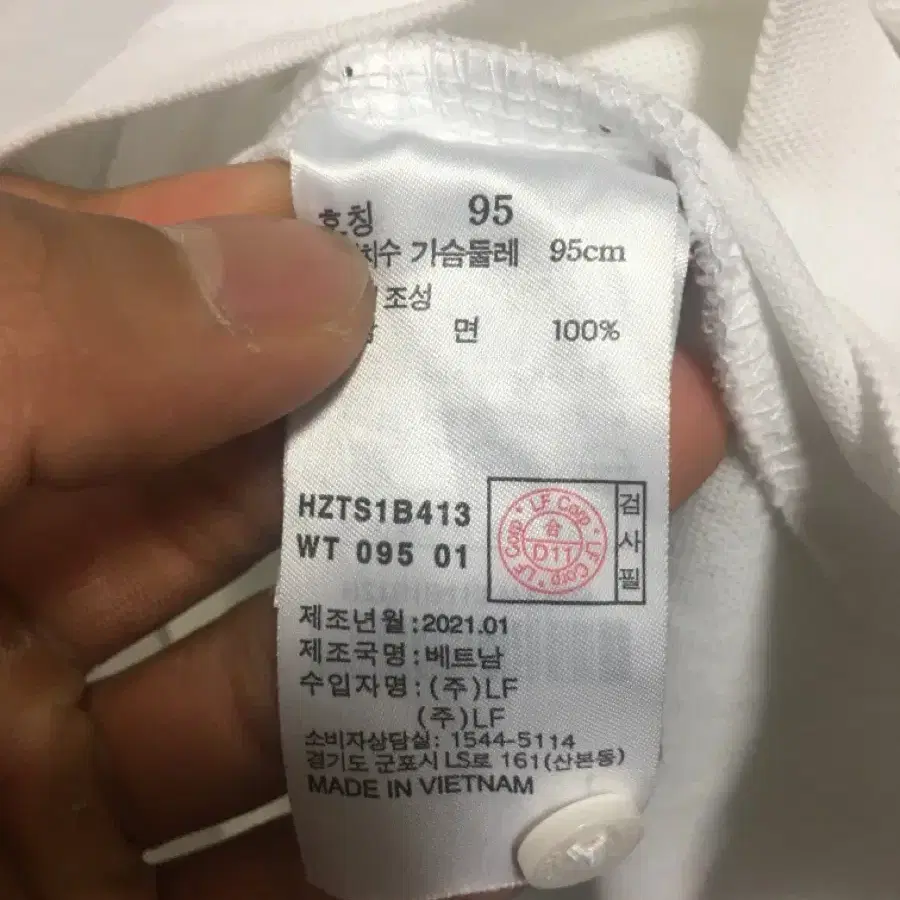 호칭 95
치수 가슴둘레 95cm
조성
면 100%
HZTS1B413
WT 095 01
LF Corp * LF Corp * LF Corp *
合
D11
검
사
필
제조년월:2021.01
제조국명:베트남
수입자명:(주)LF
(주)LF
소비자상담실: 1544-5114
경기도 군포시 LS로 161(산본동)
MADE IN VIETNAM